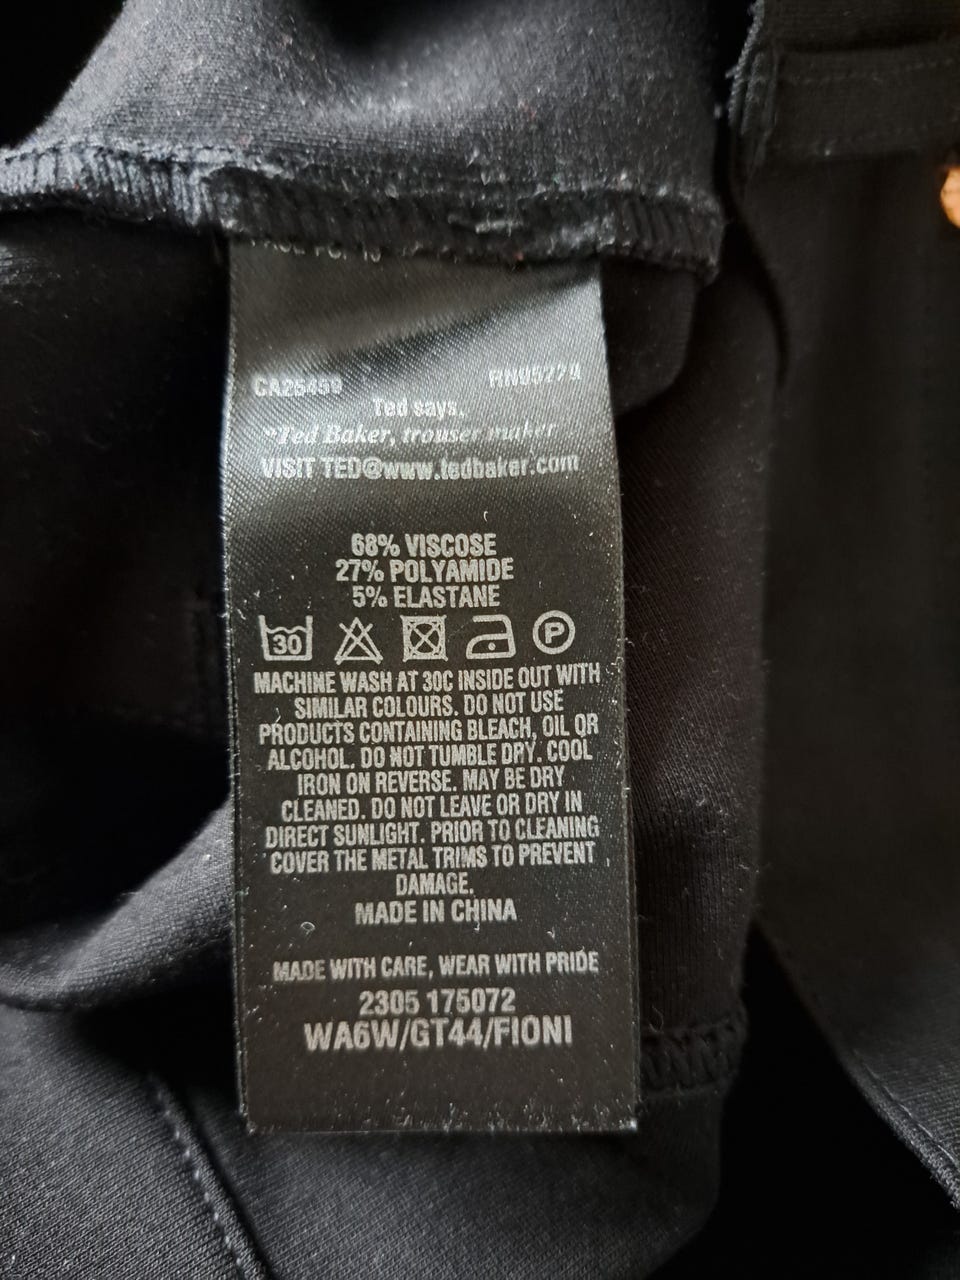 CA25459 RN95270
Ted says,
"Ted Baker, trouser maker
VISIT TED@www.tedbaker.com
68% VISCOSE
27% POLYAMIDE
5% ELASTANE
30 P
MACHINE WASH AT 30C INSIDE OUT WITH
SIMILAR COLOURS. DO NOT USE
PRODUCTS CONTAINING BLEACH, OIL OR
ALCOHOL. DO NOT TUMBLE DRY. COOL
IRON ON REVERSE. MAY BE DRY
CLEANED. DO NOT LEAVE OR DRY IN
DIRECT SUNLIGHT. PRIOR TO CLEANING
COVER THE METAL TRIMS TO PREVENT
DAMAGE.
MADE IN CHINA
MADE WITH CARE, WEAR WITH PRIDE
2305 175072
WA6W/GT44/FIONI